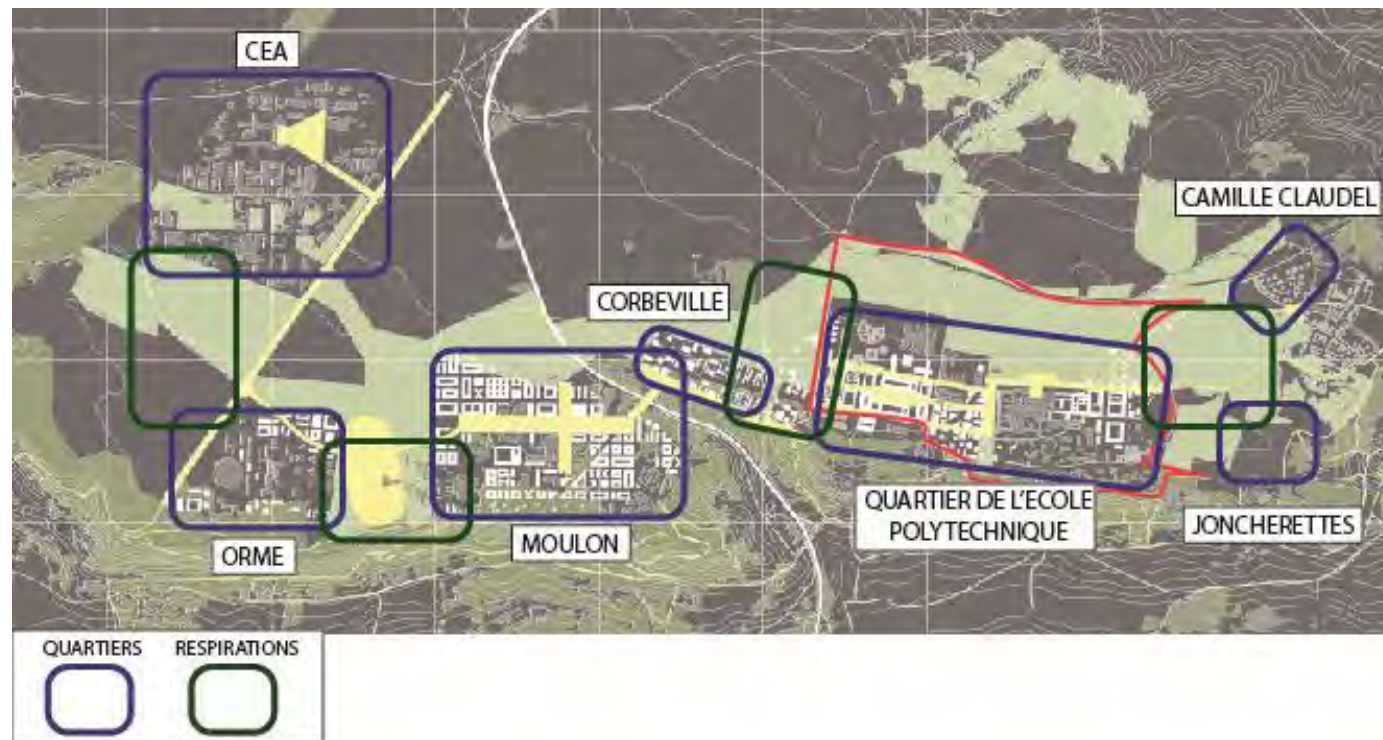 CEA
CAMILLE CLAUDEL
CORBEVILLE
QUARTIER DE L'ECOLE
POLYTECHNIQUE
JONCHERETTES
MOULON
ORME
QUARTIERS
RESPIRATIONS